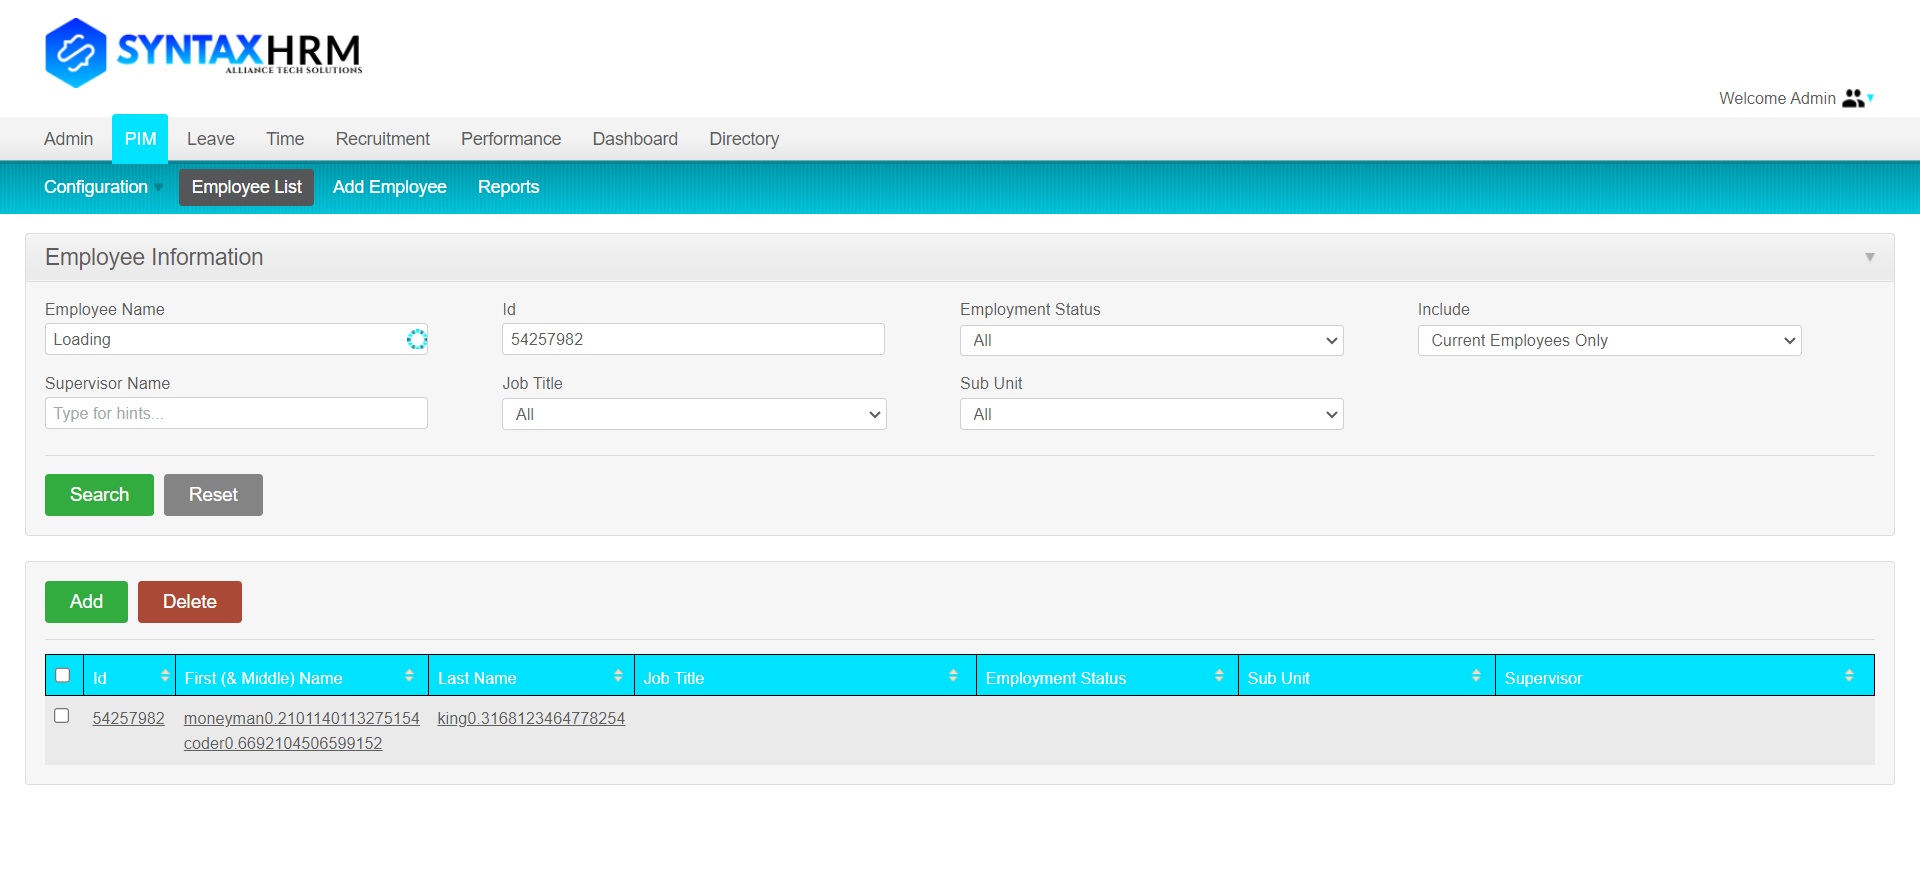 SYNTAXHRM
ALLIANCE TECH SOLUTIONS
Welcome Admin
Admin PIM Leave Time Recruitment Performance Dashboard Directory
Configuration Employee List Add Employee Reports
Employee Information
Employee Name Id Employment Status Include
Loading 54257982 All Current Employees Only
Supervisor Name Job Title Sub Unit
Type for hints... All All
Search Reset
Add Delete
Id First (& Middle) Name Last Name Job Title Employment Status Sub Unit Supervisor
54257982 moneyman0.2101140113275154 king0.3168123464778254
coder0.6692104506599152